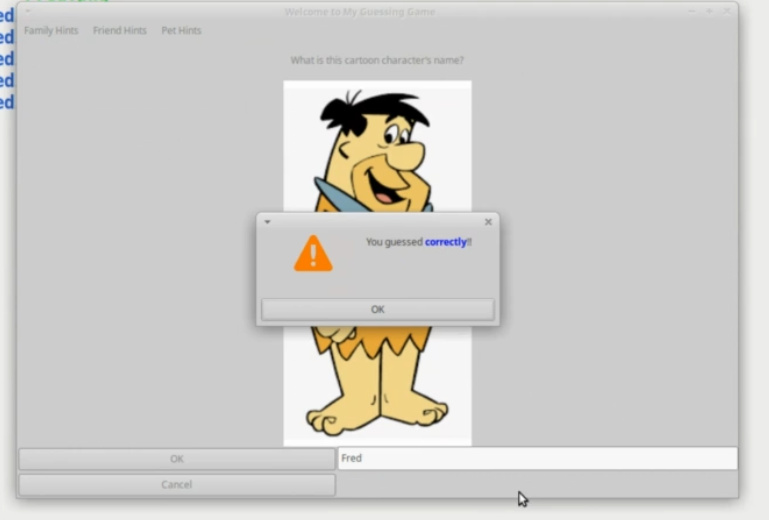 ed
ed
ed
ed
ed
Welcome to My Guessing Game
Family Hints Friend Hints Pet Hints
What is this cartoon character's name?
You guessed correctly!!
OK
OK Fred
Cancel